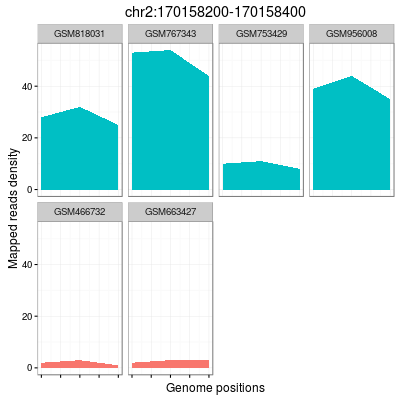 chr2:170158200-170158400
GSM818031 GSM767343 GSM753429 GSM956008
40
20
0
Mapped reads density
GSM466732 GSM663427
40
20
0
Genome positions